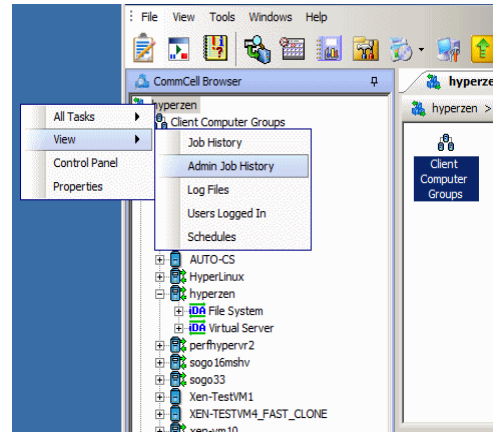 File View Tools Windows Help
CommCell Browser
hyperzen
hyperzen >
Client Computer Groups
All Tasks
View
Control Panel
Properties
Job History
Admin Job History
Log Files
Users Logged In
Schedules
AUTO-CS
HyperLinux
hyperzen
iDA File System
iDA Virtual Server
perfhypervr2
sogo16mshv
sogo33
Xen-TestVM1
XEN-TESTVM4_FAST_CLONE
xen-vm10
Client
Computer
Groups